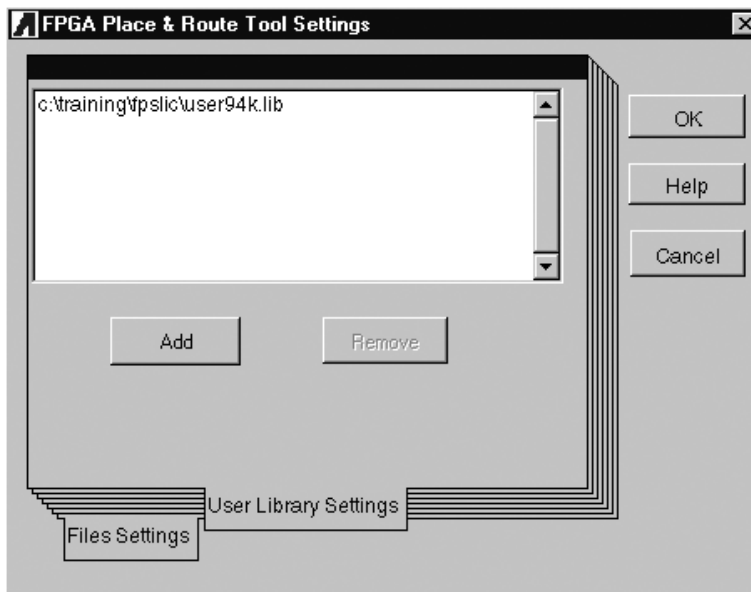 FPGA Place & Route Tool Settings
c:\training\fpslic\user94k.lib
OK
Help
Cancel
Add
Remove
User Library Settings
Files Settings